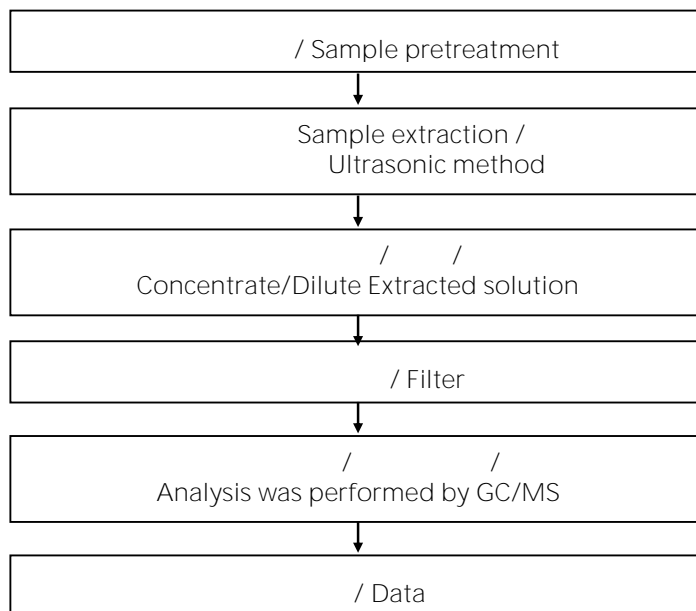 / Sample pretreatment
Sample extraction /
Ultrasonic method
/ /
Concentrate/Dilute Extracted solution
/ Filter
/ /
Analysis was performed by GC/MS
/ Data